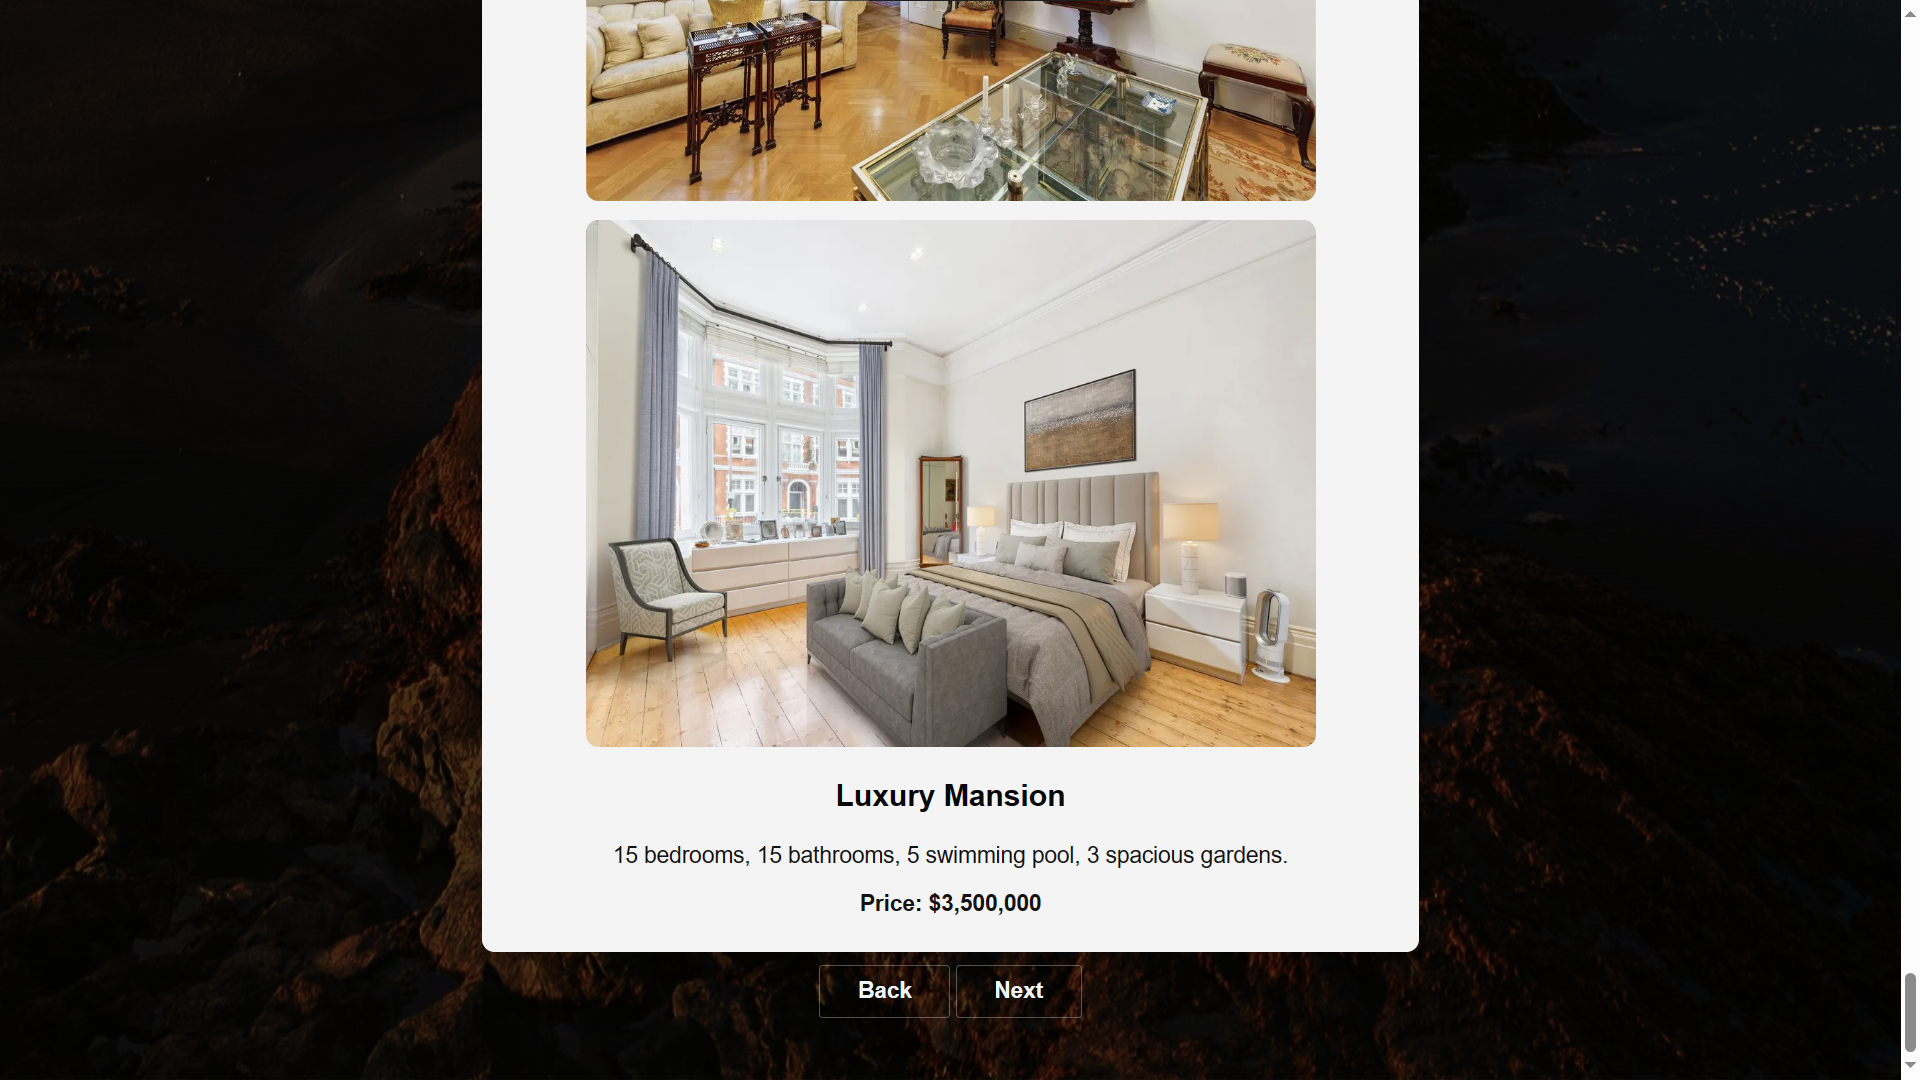 Luxury Mansion
15 bedrooms, 15 bathrooms, 5 swimming pool, 3 spacious gardens.
Price: $3,500,000
Back
Next